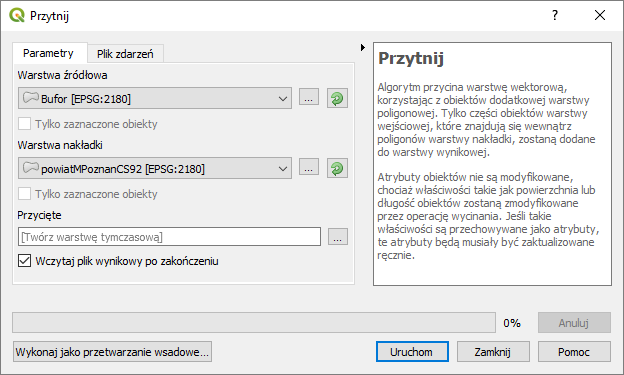 Przytnij
Parametry
Plik zdarzeń
Warstwa źródłowa
Bufor [EPSG:2180]
...
Tylko zaznaczone obiekty
Warstwa nakładki
powiatMPoznanCS92 [EPSG:2180]
...
Tylko zaznaczone obiekty
Przycięte
[Twórz warstwę tymczasową]
...
Wczytaj plik wynikowy po zakończeniu
Przytnij
Algorytm przycina warstwę wektorową,
korzystając z obiektów dodatkowej warstwy
poligonowej. Tylko części obiektów warstwy
wejściowej, które znajdują się wewnątrz
poligonów warstwy nakładki, zostaną dodane
do warstwy wynikowej.
Atrybuty obiektów nie są modyfikowane,
chociaż właściwości takie jak powierzchnia lub
długość obiektów zostaną zmodyfikowane
przez operację wycinania. Jeśli takie
właściwości są przechowywane jako atrybuty,
te atrybuty będą musiały być zaktualizowane
ręcznie.
0%
Anuluj
Wykonaj jako przetwarzanie wsadowe...
Uruchom
Zamknij
Pomoc